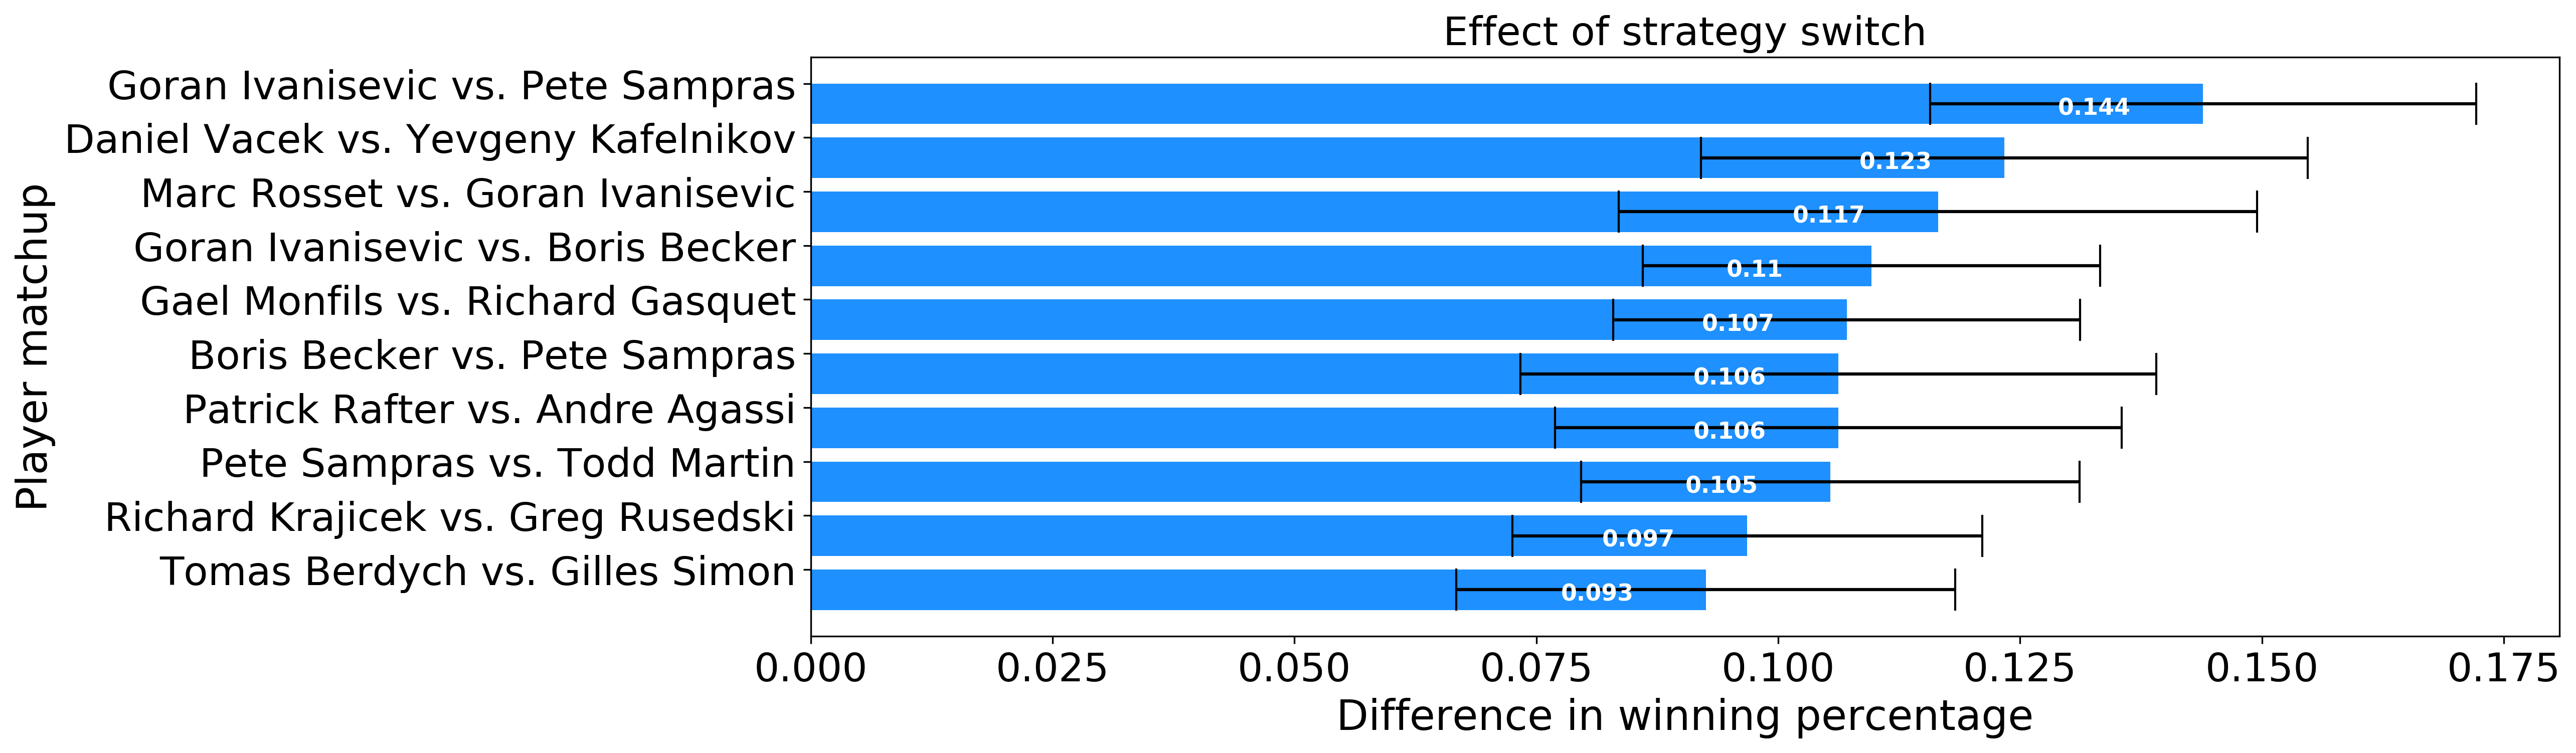 Effect of strategy switch
Player matchup
Goran Ivanisevic vs. Pete Sampras
0.144
Daniel Vacek vs. Yevgeny Kafelnikov
0.123
Marc Rosset vs. Goran Ivanisevic
0.117
Goran Ivanisevic vs. Boris Becker
0.11
Gael Monfils vs. Richard Gasquet
0.107
Boris Becker vs. Pete Sampras
0.106
Patrick Rafter vs. Andre Agassi
0.106
Pete Sampras vs. Todd Martin
0.105
Richard Krajicek vs. Greg Rusedski
0.097
Tomas Berdych vs. Gilles Simon
0.093
0.000 0.025 0.050 0.075 0.100 0.125 0.150 0.175
Difference in winning percentage